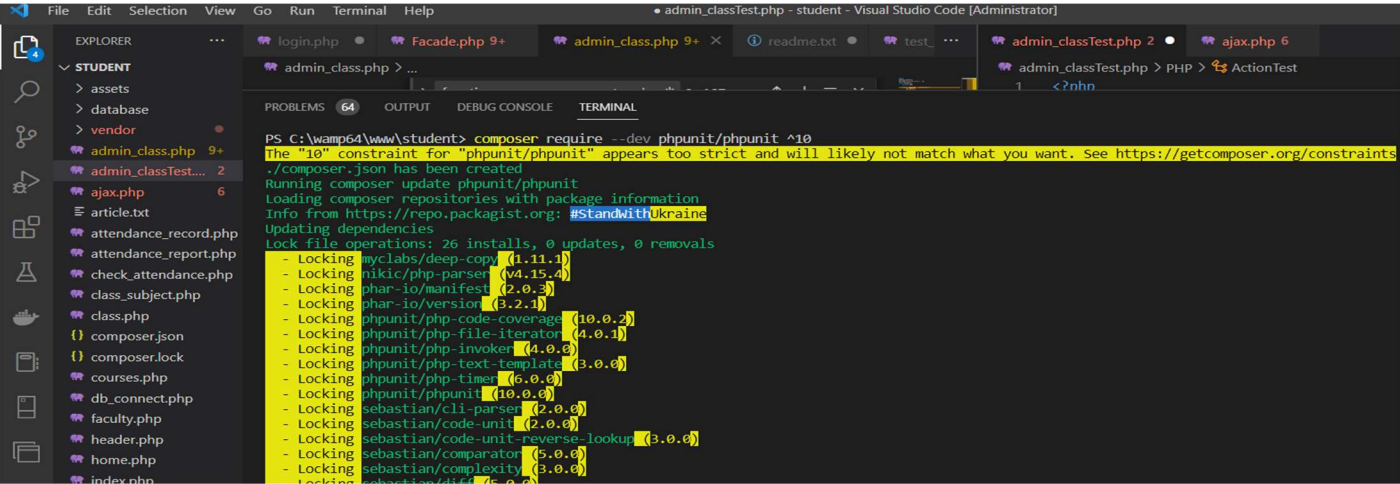 File Edit Selection View Go Run Terminal Help
● admin_classTest.php - student - Visual Studio Code [Administrator]
EXPLORER ···
login.php ● Facade.php 9+ admin_class.php 9+ × readme.txt ● test_ ···
admin_classTest.php 2 ● ajax.php 6
4
STUDENT
admin_class.php > ...
admin_classTest.php > PHP > ActionTest
1 <?php
assets
database
vendor
admin_class.php 9+
admin_classTest.... 2
ajax.php 6
article.txt
attendance_record.php
attendance_report.php
check_attendance.php
class_subject.php
class.php
{} composer.json
{} composer.lock
courses.php
db_connect.php
faculty.php
header.php
home.php
index.php
PROBLEMS 64 OUTPUT DEBUG CONSOLE TERMINAL
PS C:\wamp64\www\student> composer require --dev phpunit/phpunit ^10
The "10" constraint for "phpunit/phpunit" appears too strict and will likely not match what you want. See https://getcomposer.org/constraints
./composer.json has been created
Running composer update phpunit/phpunit
Loading composer repositories with package information
Info from https://repo.packagist.org: #StandWithUkraine
Updating dependencies
Lock file operations: 26 installs, 0 updates, 0 removals
- Locking myclabs/deep-copy (1.11.1)
- Locking nikic/php-parser (v4.15.4)
- Locking phar-io/manifest (2.0.3)
- Locking phar-io/version (3.2.1)
- Locking phpunit/php-code-coverage (10.0.2)
- Locking phpunit/php-file-iterator (4.0.1)
- Locking phpunit/php-invoker (4.0.0)
- Locking phpunit/php-text-template (3.0.0)
- Locking phpunit/php-timer (6.0.0)
- Locking phpunit/phpunit (10.0.0)
- Locking sebastian/cli-parser (2.0.0)
- Locking sebastian/code-unit (2.0.0)
- Locking sebastian/code-unit-reverse-lookup (3.0.0)
- Locking sebastian/comparator (5.0.0)
- Locking sebastian/complexity (3.0.0)
- Locking sebastian/diff (5.0.0)